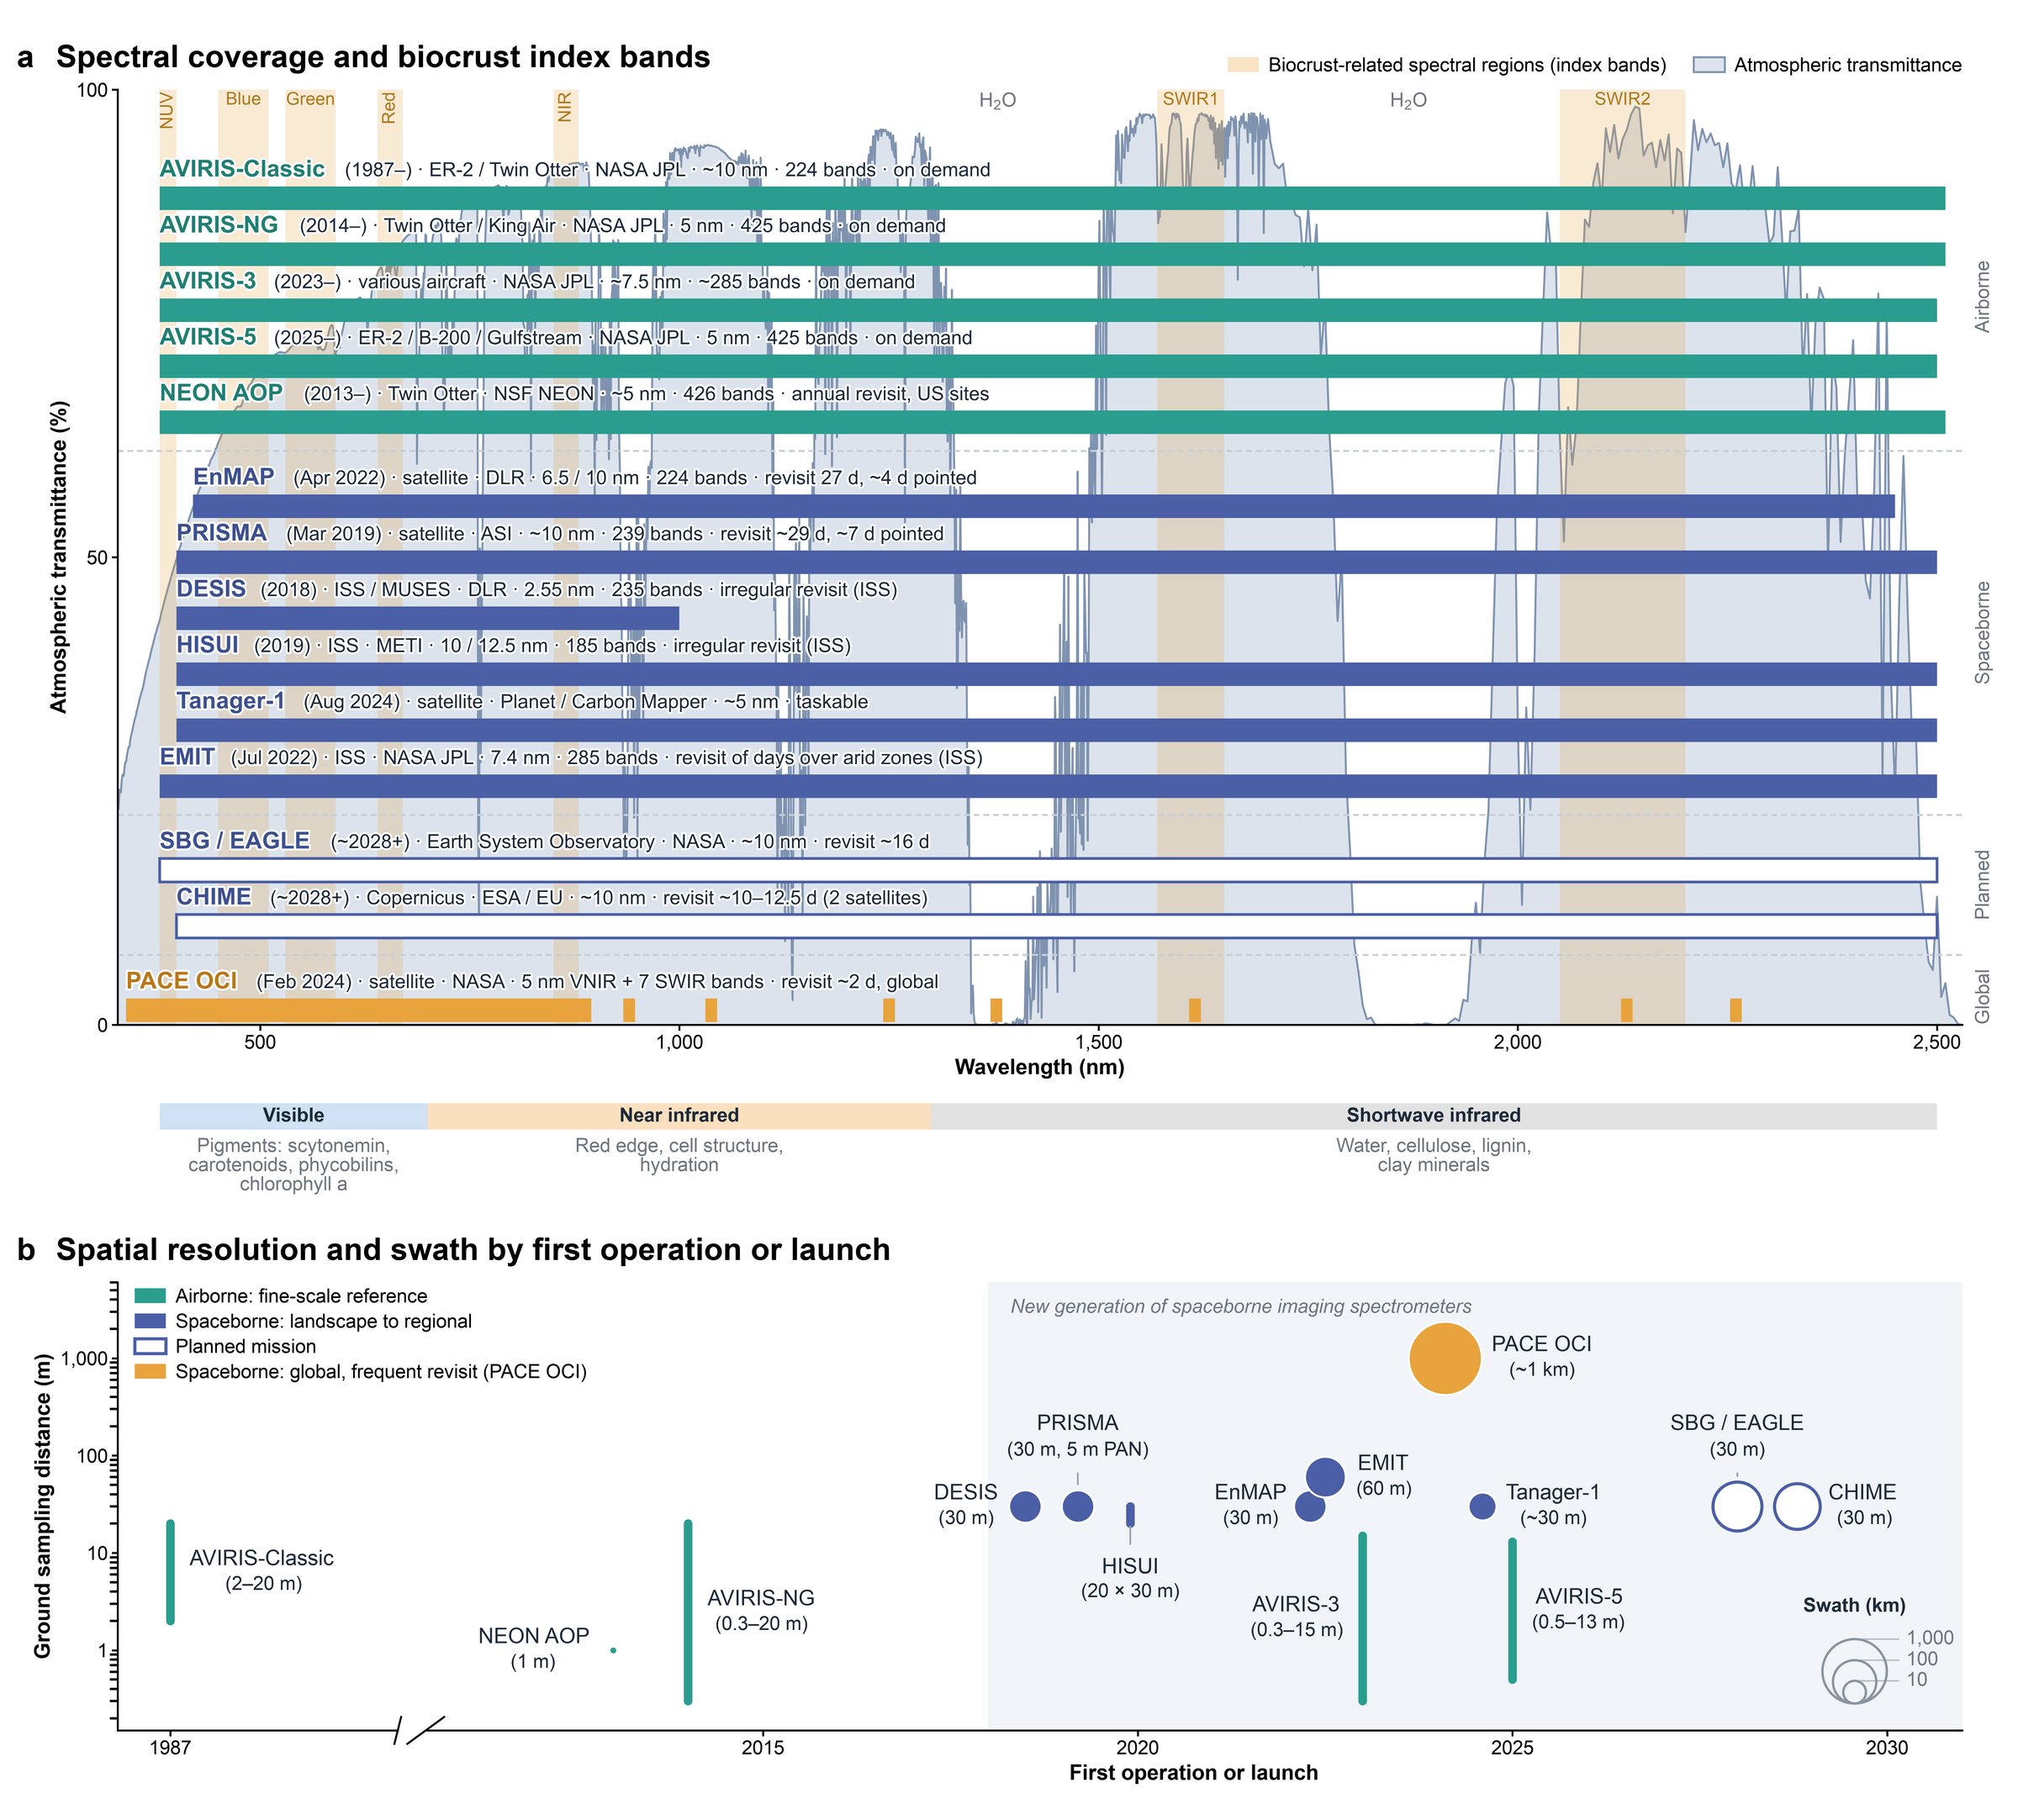 a Spectral coverage and biocrust index bands
Biocrust-related spectral regions (index bands)
Atmospheric transmittance
100
50
0
Atmospheric transmittance (%)
NUV
Blue
Green
Red
NIR
H₂O
SWIR1
H₂O
SWIR2
AVIRIS-Classic (1987–) · ER-2 / Twin Otter · NASA JPL · ~10 nm · 224 bands · on demand
AVIRIS-NG (2014–) · Twin Otter / King Air · NASA JPL · 5 nm · 425 bands · on demand
AVIRIS-3 (2023–) · various aircraft · NASA JPL · ~7.5 nm · ~285 bands · on demand
AVIRIS-5 (2025–) · ER-2 / B-200 / Gulfstream · NASA JPL · 5 nm · 425 bands · on demand
NEON AOP (2013–) · Twin Otter · NSF NEON · ~5 nm · 426 bands · annual revisit, US sites
Airborne
EnMAP (Apr 2022) · satellite · DLR · 6.5 / 10 nm · 224 bands · revisit 27 d, ~4 d pointed
PRISMA (Mar 2019) · satellite · ASI · ~10 nm · 239 bands · revisit ~29 d, ~7 d pointed
DESIS (2018) · ISS / MUSES · DLR · 2.55 nm · 235 bands · irregular revisit (ISS)
HISUI (2019) · ISS · METI · 10 / 12.5 nm · 185 bands · irregular revisit (ISS)
Tanager-1 (Aug 2024) · satellite · Planet / Carbon Mapper · ~5 nm · taskable
EMIT (Jul 2022) · ISS · NASA JPL · 7.4 nm · 285 bands · revisit of days over arid zones (ISS)
Spaceborne
SBG / EAGLE (~2028+) · Earth System Observatory · NASA · ~10 nm · revisit ~16 d
CHIME (~2028+) · Copernicus · ESA / EU · ~10 nm · revisit ~10–12.5 d (2 satellites)
Planned
PACE OCI (Feb 2024) · satellite · NASA · 5 nm VNIR + 7 SWIR bands · revisit ~2 d, global
Global
500
1,000
1,500
2,000
2,500
Wavelength (nm)
Visible
Near infrared
Shortwave infrared
Pigments: scytonemin,
carotenoids, phycobilins,
chlorophyll a
Red edge, cell structure,
hydration
Water, cellulose, lignin,
clay minerals
b Spatial resolution and swath by first operation or launch
Airborne: fine-scale reference
Spaceborne: landscape to regional
Planned mission
Spaceborne: global, frequent revisit (PACE OCI)
New generation of spaceborne imaging spectrometers
Ground sampling distance (m)
1,000
100
10
1
AVIRIS-Classic
(2–20 m)
NEON AOP
(1 m)
AVIRIS-NG
(0.3–20 m)
DESIS
(30 m)
PRISMA
(30 m, 5 m PAN)
HISUI
(20 × 30 m)
EnMAP
(30 m)
EMIT
(60 m)
PACE OCI
(~1 km)
AVIRIS-3
(0.3–15 m)
Tanager-1
(~30 m)
AVIRIS-5
(0.5–13 m)
SBG / EAGLE
(30 m)
CHIME
(30 m)
Swath (km)
1,000
100
10
1987
2015
2020
2025
2030
First operation or launch